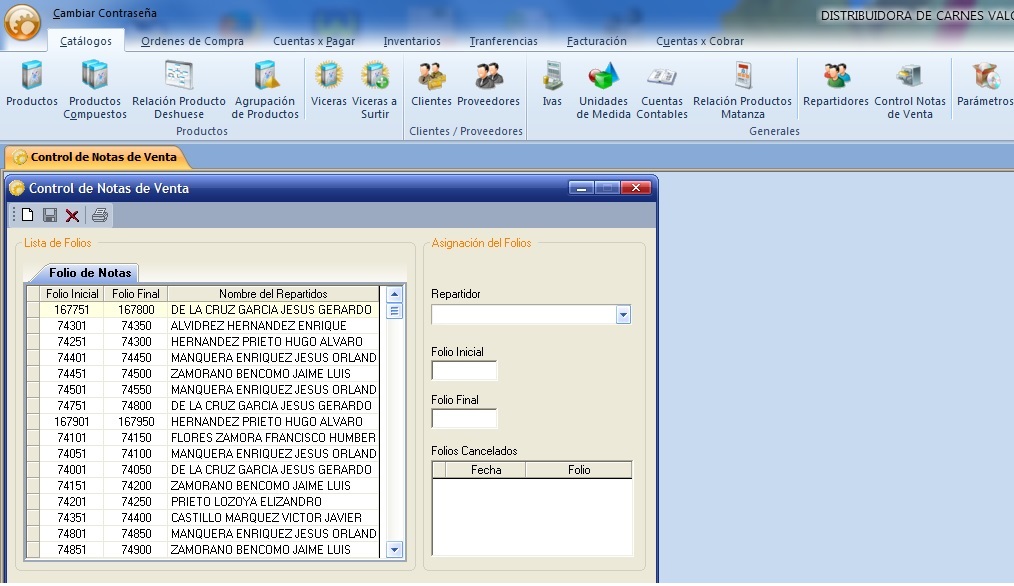 Cambiar Contraseña
DISTRIBUIDORA DE CARNES VALO
Catálogos Ordenes de Compra Cuentas x Pagar Inventarios Tranferencias Facturación Cuentas x Cobrar
Productos Productos Compuestos Relación Producto Deshuese Agrupación de Productos Viceras Viceras a Surtir Clientes Proveedores Ivas Unidades de Medida Cuentas Contables Relación Productos Matanza Repartidores Control Notas de Venta Parámetros
Productos Clientes / Proveedores Generales
Control de Notas de Venta
Control de Notas de Venta
Lista de Folios
Folio de Notas
Folio Inicial Folio Final Nombre del Repartidos
167751 167800 DE LA CRUZ GARCIA JESUS GERARDO
74301 74350 ALVIDREZ HERNANDEZ ENRIQUE
74251 74300 HERNANDEZ PRIETO HUGO ALVARO
74401 74450 MANQUERA ENRIQUEZ JESUS ORLAND
74451 74500 ZAMORANO BENCOMO JAIME LUIS
74501 74550 MANQUERA ENRIQUEZ JESUS ORLAND
74751 74800 DE LA CRUZ GARCIA JESUS GERARDO
167901 167950 HERNANDEZ PRIETO HUGO ALVARO
74101 74150 FLORES ZAMORA FRANCISCO HUMBER
74051 74100 MANQUERA ENRIQUEZ JESUS ORLAND
74001 74050 DE LA CRUZ GARCIA JESUS GERARDO
74151 74200 ZAMORANO BENCOMO JAIME LUIS
74201 74250 PRIETO LOZOYA ELIZANDRO
74351 74400 CASTILLO MARQUEZ VICTOR JAVIER
74801 74850 MANQUERA ENRIQUEZ JESUS ORLAND
74851 74900 ZAMORANO BENCOMO JAIME LUIS
Asignación del Folios
Repartidor
Folio Inicial
Folio Final
Folios Cancelados
Fecha Folio